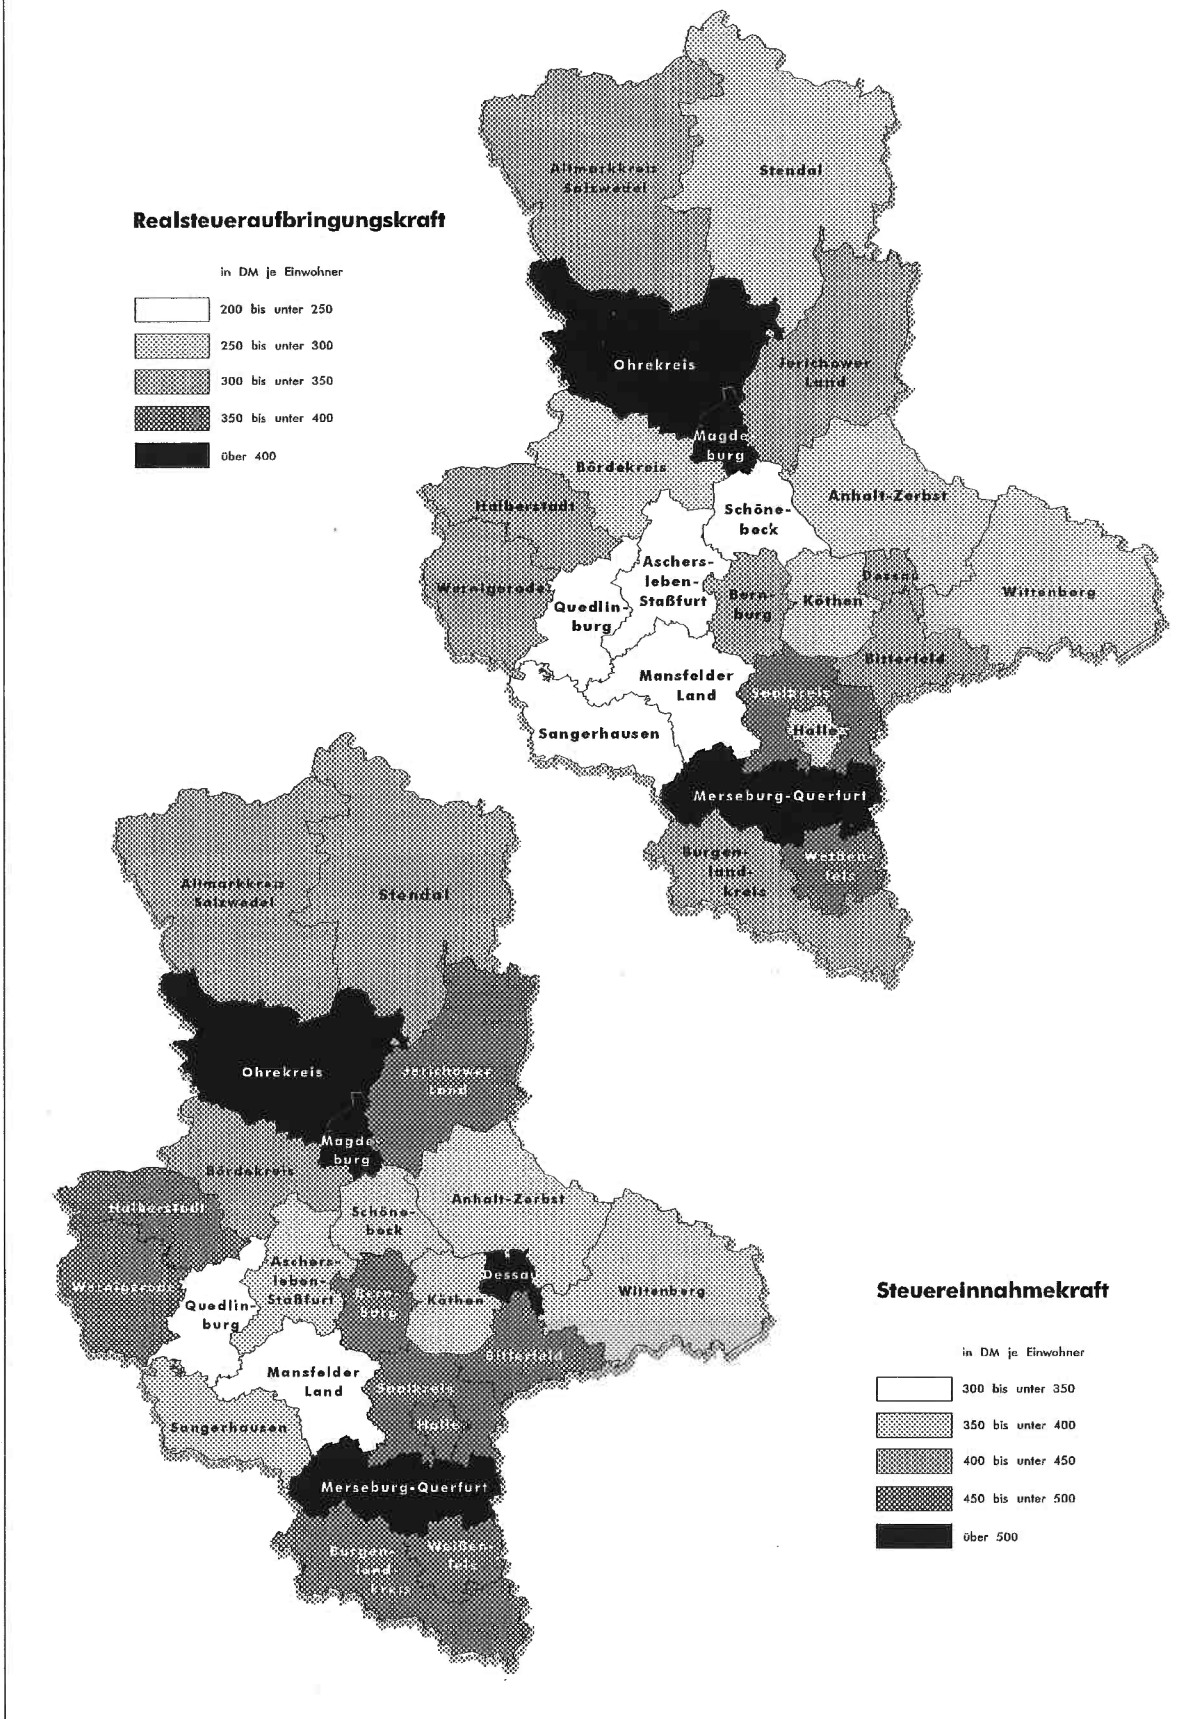 Altmarkkreis
Salzwedel
Stendal
Realsteueraufbringungskraft
in DM je Einwohner
200 bis unter 250
250 bis unter 300
300 bis unter 350
350 bis unter 400
über 400
Ohrekreis
Jerichower
Land
Magde
burg
Bördekreis
Halberstadt
Anhalt-Zerbst
Schöne-
beck
Aschers-
leben-
Staßfurt
Wernigerode
Quedlin-
burg
Bern-
burg
Köthen
Dessau
Wittenberg
Bitterfeld
Mansfelder
Land
Saalkreis
Halle
Sangerhausen
Merseburg-Querfurt
Burgen-
land-
kreis
Weißen-
fels
Altmarkkreis
Salzwedel
Stendal
Ohrekreis
Jerichower
Land
Magde
burg
Bördekreis
Halberstadt
Anhalt-Zerbst
Schöne-
beck
Aschers-
leben-
Staßfurt
Wernigerode
Quedlin-
burg
Bern-
burg
Köthen
Dessau
Wittenberg
Bitterfeld
Mansfelder
Land
Saalkreis
Halle
Sangerhausen
Merseburg-Querfurt
Burgen-
land
kreis
Weißen-
fels
Steuereinnahmekraft
in DM je Einwohner
300 bis unter 350
350 bis unter 400
400 bis unter 450
450 bis unter 500
über 500